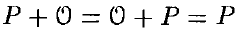 P + 𝒪 = 𝒪 + P = P